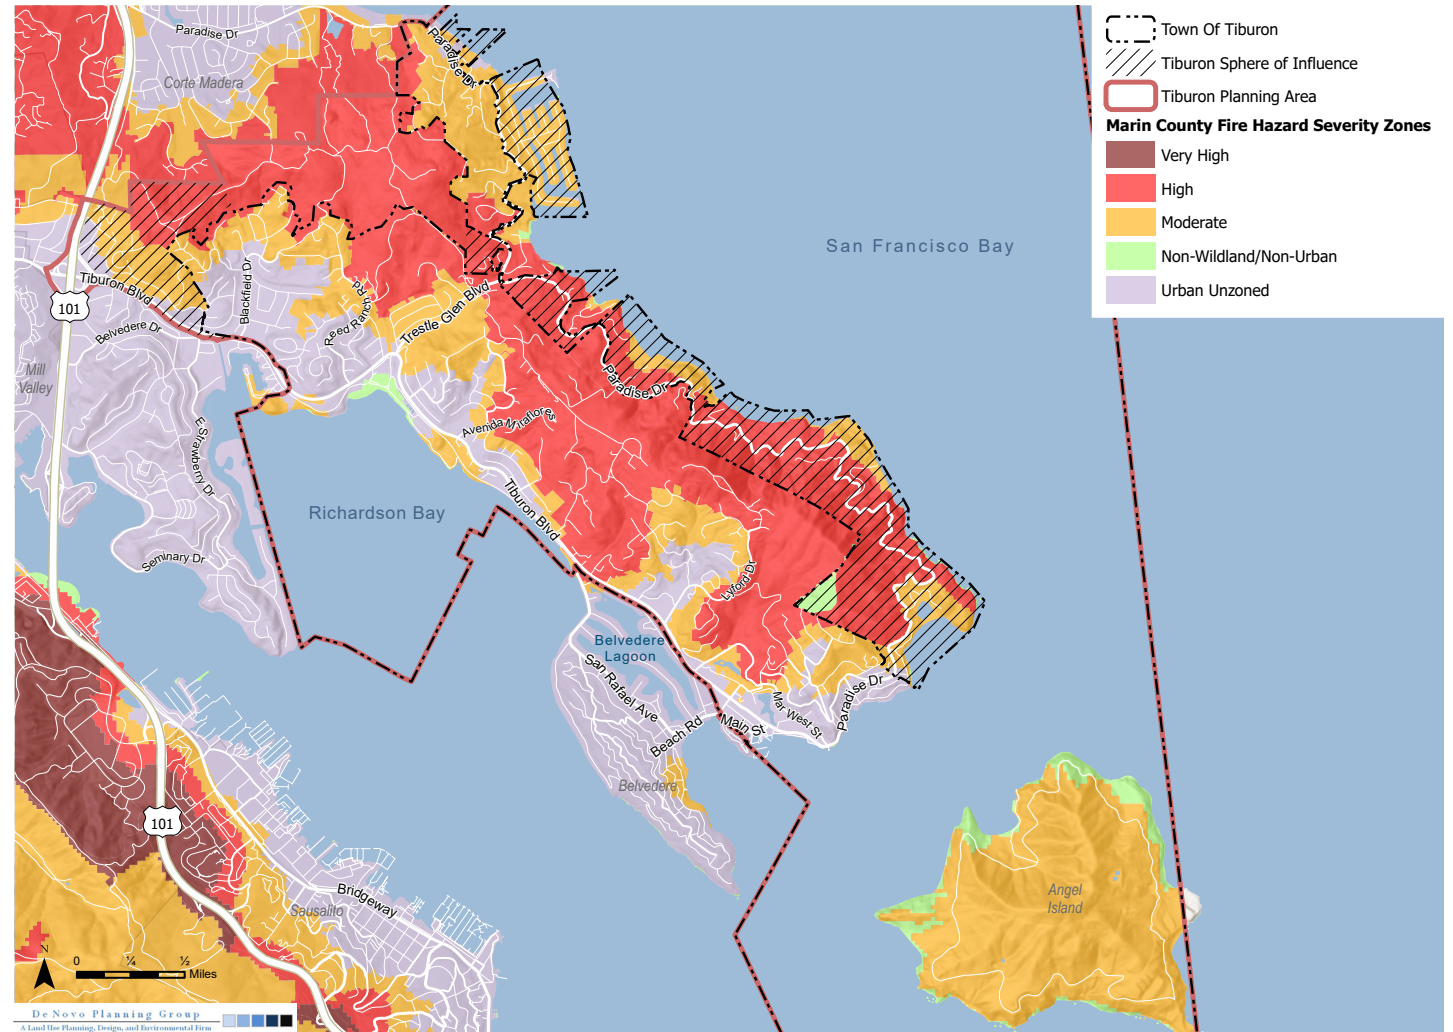 Town Of Tiburon
Tiburon Sphere of Influence
Tiburon Planning Area
Marin County Fire Hazard Severity Zones
Very High
High
Moderate
Non-Wildland/Non-Urban
Urban Unzoned
Paradise Dr
Corte Madera
Paradise Dr
San Francisco Bay
Tiburon Blvd
101
Blackfield Dr
Reed Ranch Rd
Trestle Glen Blvd
Belvedere Dr
Mill
Valley
Paradise Dr
E Strawberry Dr
Avenida Miraflores
Tiburon Blvd
Richardson Bay
Seminary Dr
Lyford Dr
Belvedere
Lagoon
San Rafael Ave
Beach Rd
Main St
Mar West St
Paradise Dr
Belvedere
101
Bridgeway
Sausalito
Angel
Island
N
0 ¼ ½
Miles
De Novo Planning Group
A Land Use Planning, Design, and Environmental Firm